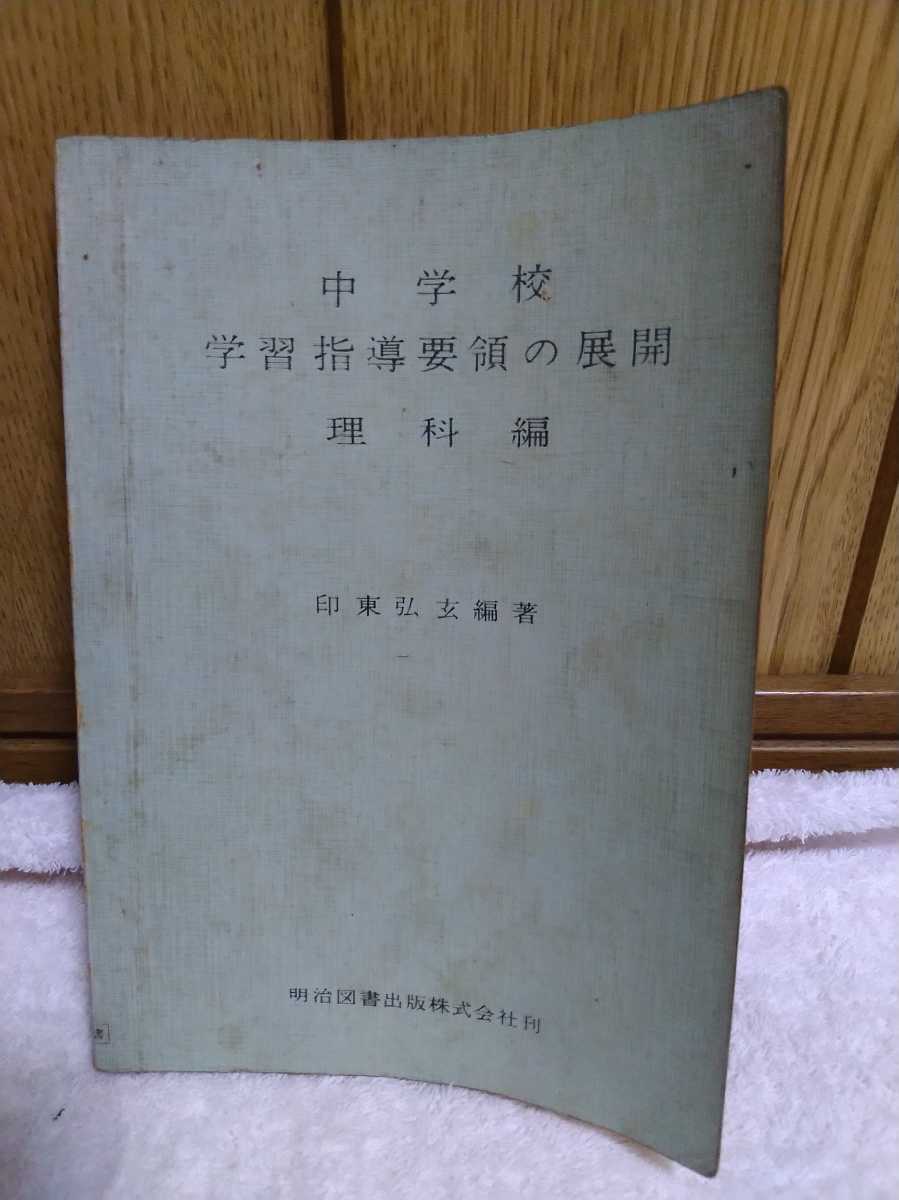 中学校
学習指導要領の展開
理科編
印東弘玄編著
明治図書出版株式会社刊